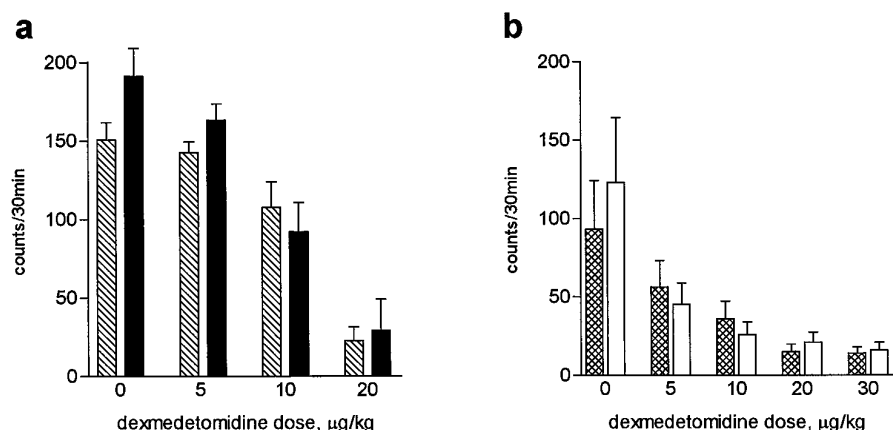 a
200
150
100
50
0
counts/30min
0 5 10 20
dexmedetomidine dose, μg/kg
b
200
150
100
50
0
counts/30min
0 5 10 20 30
dexmedetomidine dose, μg/kg